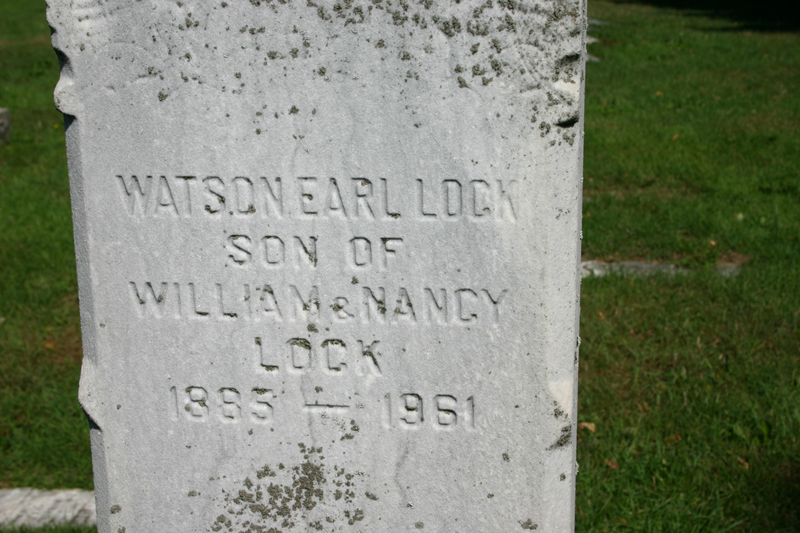 WATSON EARL LOCK
SON OF
WILLIAM & NANCY
LOCK
1885 — 1961